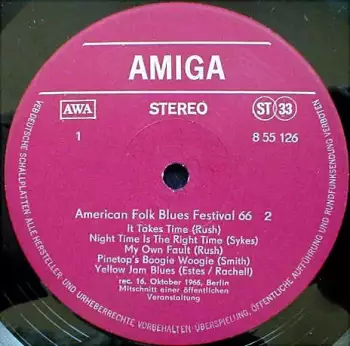 AMIGA
AWA
STEREO
ST 33
1
8 55 126
American Folk Blues Festival 66 2
It Takes Time (Rush)
Night Time Is The Right Time (Sykes)
My Own Fault (Rush)
Pinetop's Boogie Woogie (Smith)
Yellow Jam Blues (Estes / Rachell)
rec. 16. Oktober 1966, Berlin
Mitschnitt einer öffentlichen
Veranstaltung
VEB DEUTSCHE SCHALLPLATTEN ALLE HERSTELLER- UND URHEBERRECHTE VORBEHALTEN ÜBERSPIELUNG, ÖFFENTLICHE AUFFÜHRUNG UND RUNDFUNKSENDUNG VERBOTEN